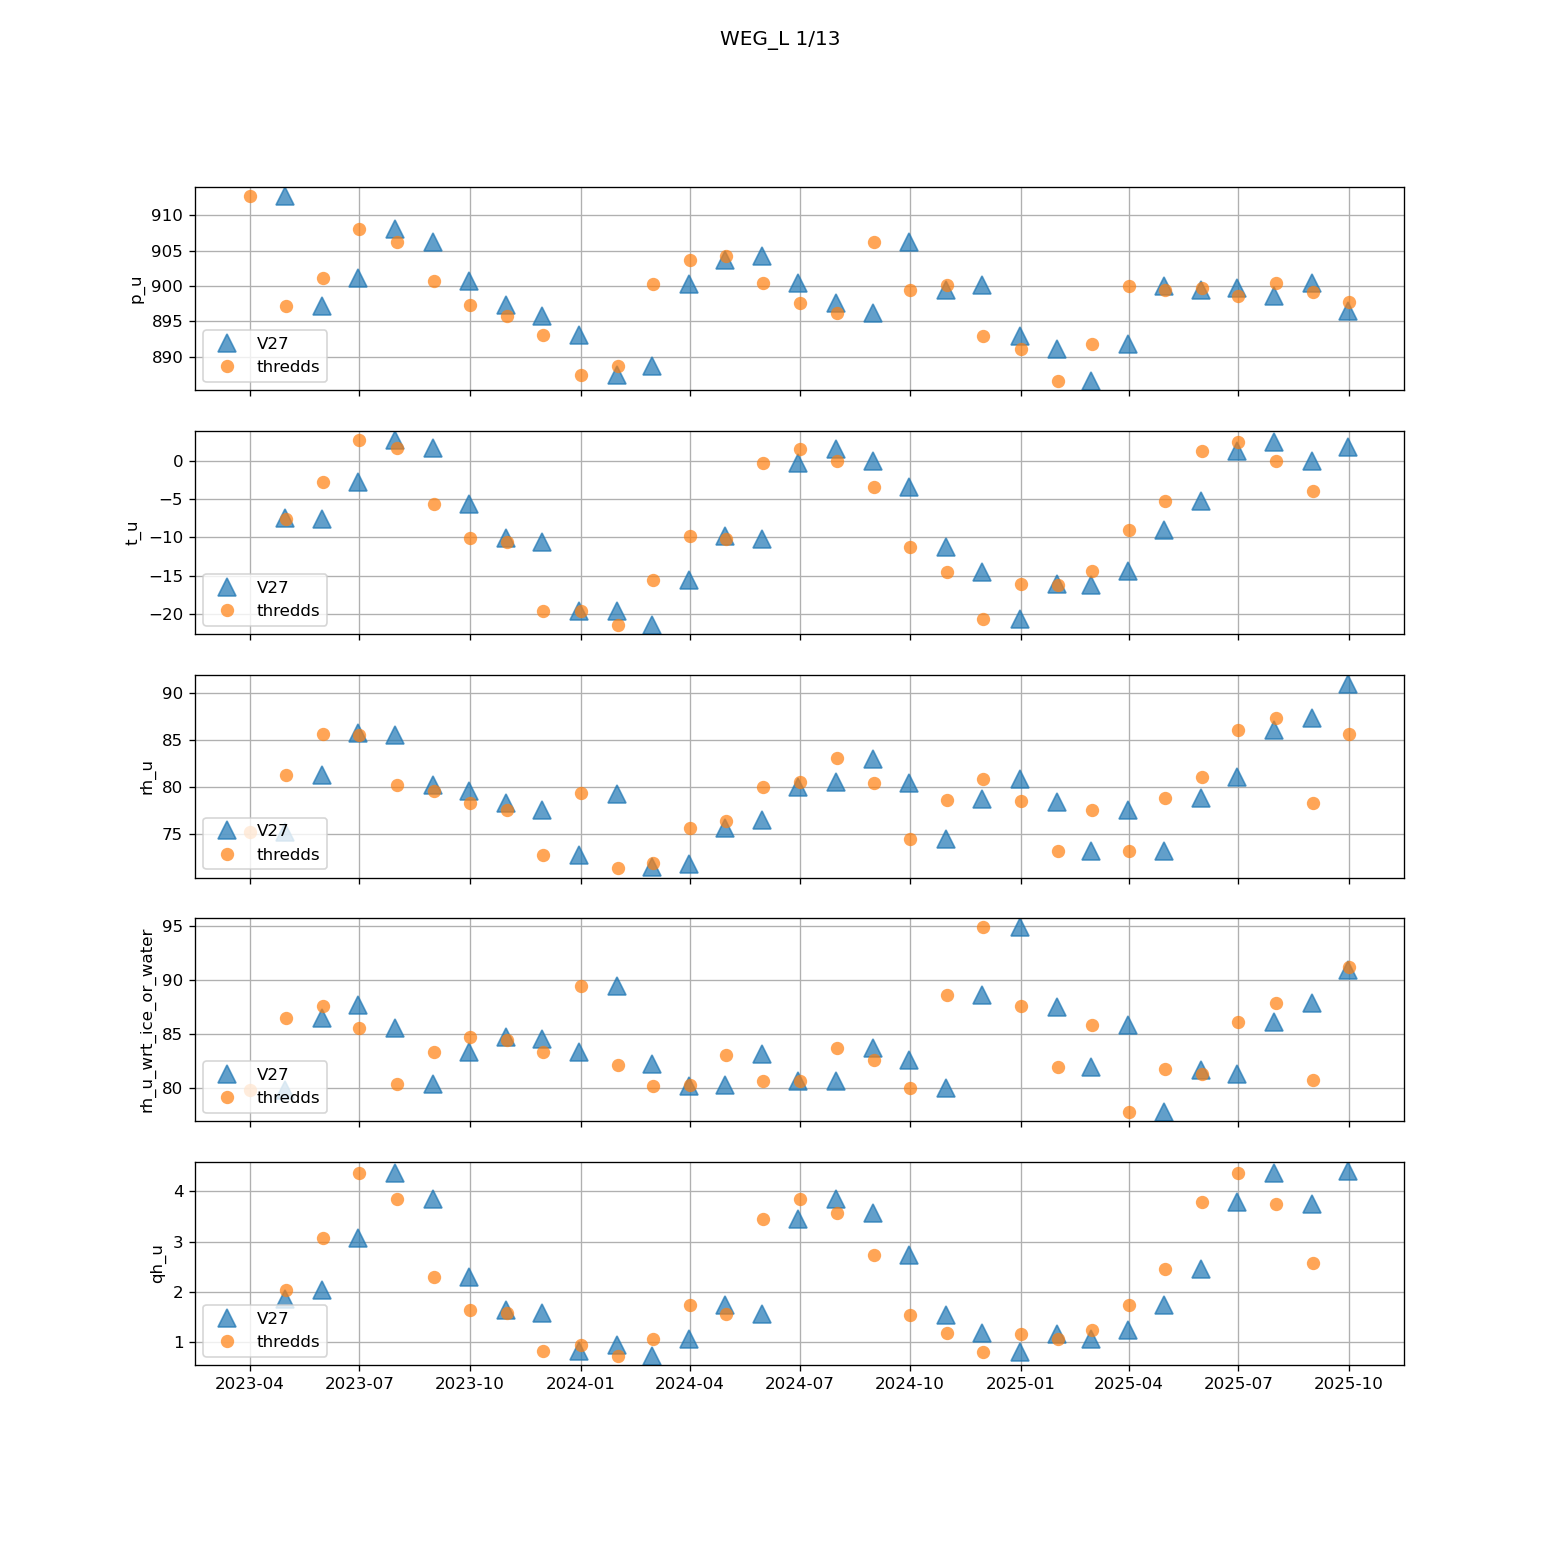 WEG_L 1/13
910
905
900
895
890
p_u
V27
thredds
0
−5
−10
−15
−20
t_u
V27
thredds
90
85
80
75
rh_u
V27
thredds
95
90
85
80
rh_u_wrt_ice_or_water
V27
thredds
4
3
2
1
qh_u
V27
thredds
2023-04 2023-07 2023-10 2024-01 2024-04 2024-07 2024-10 2025-01 2025-04 2025-07 2025-10